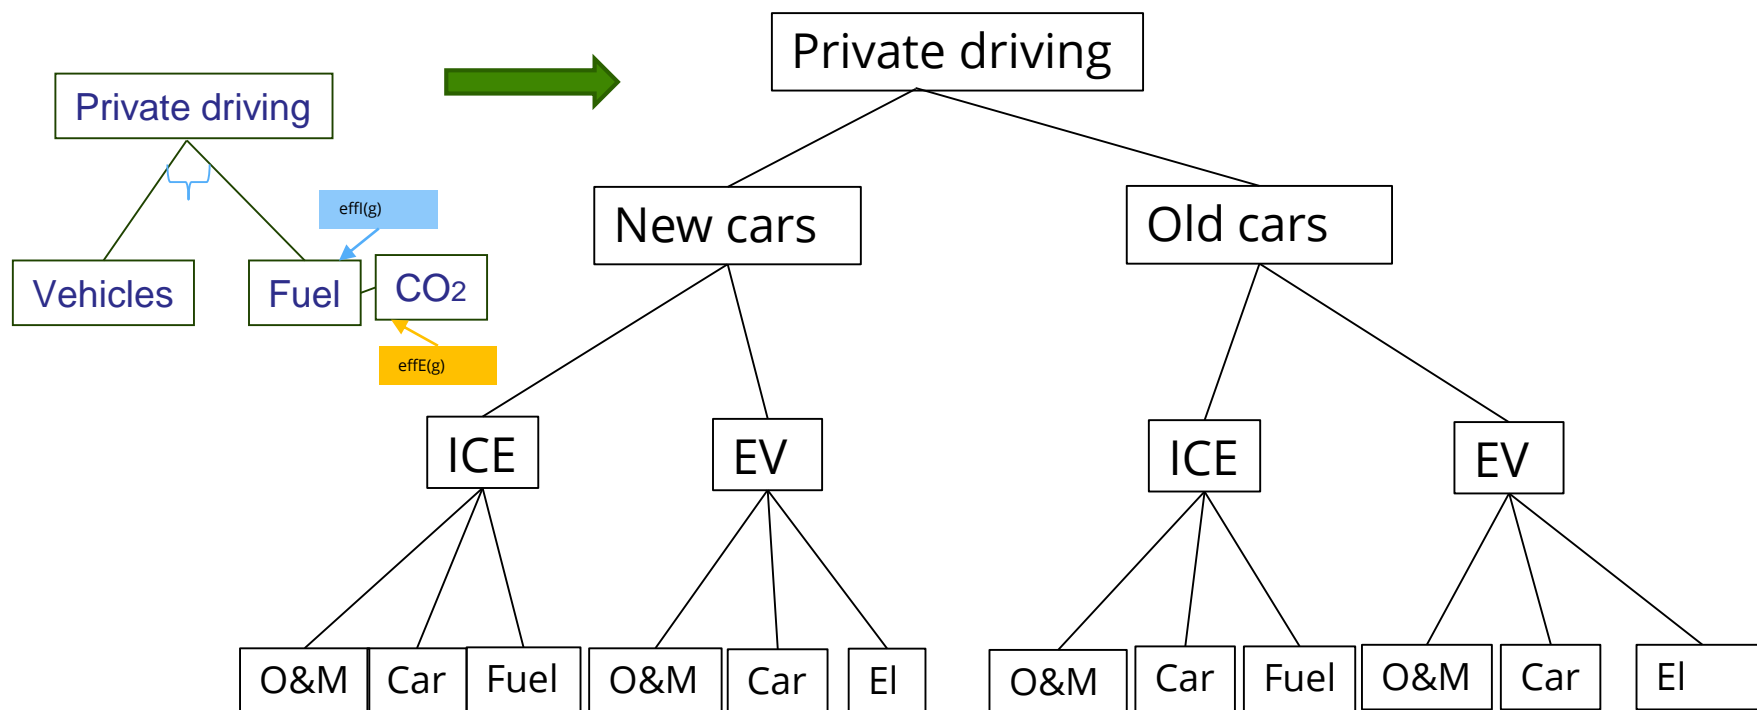 Private driving
Private driving
effI(g)
New cars
Old cars
Vehicles
Fuel
CO2
effE(g)
ICE
EV
ICE
EV
O&M
Car
Fuel
O&M
Car
El
O&M
Car
Fuel
O&M
Car
El